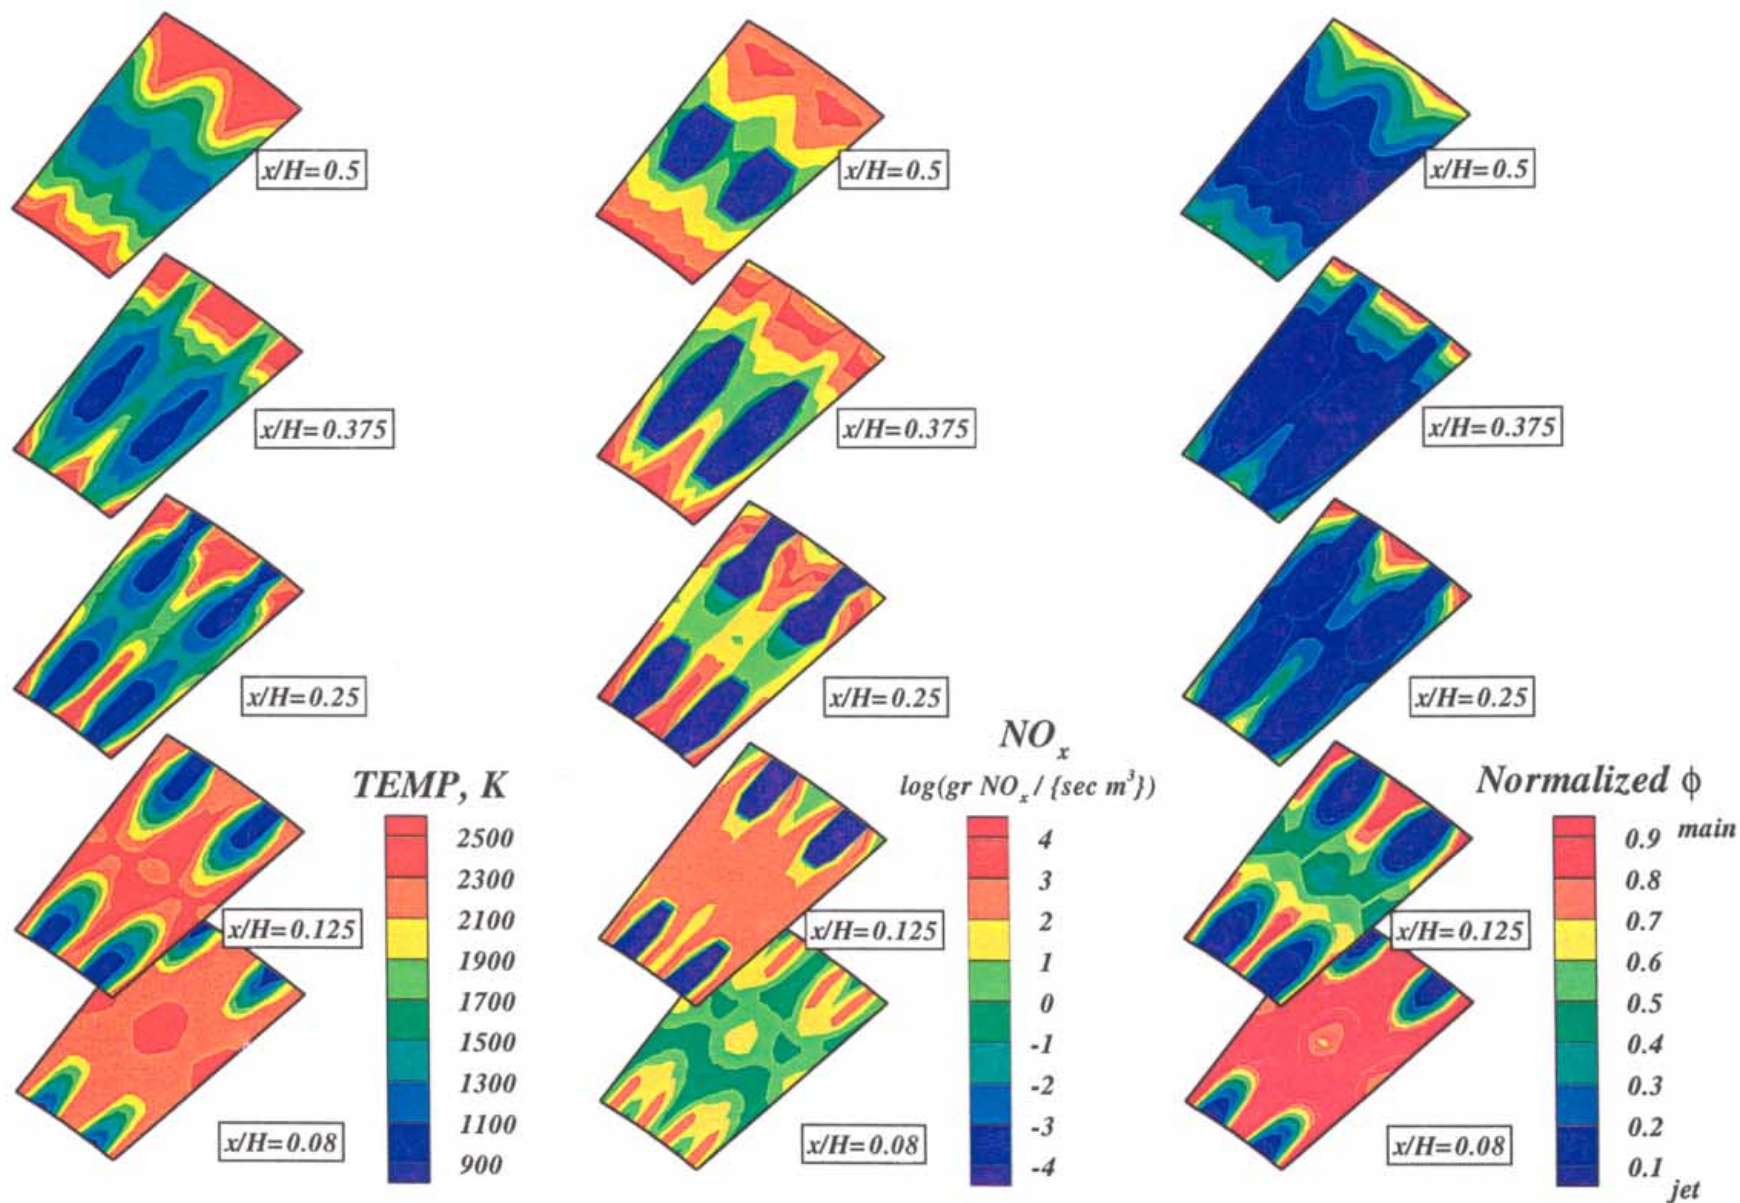 x/H=0.5
x/H=0.5
x/H=0.5
x/H=0.375
x/H=0.375
x/H=0.375
x/H=0.25
x/H=0.25
x/H=0.25
TEMP, K
2500
2300
2100
1900
1700
1500
1300
1100
900
x/H=0.125
x/H=0.08
NOx
log(gr NOx / {sec m³})
4
3
2
1
0
-1
-2
-3
-4
x/H=0.125
x/H=0.08
Normalized ϕ
0.9 main
0.8
0.7
0.6
0.5
0.4
0.3
0.2
0.1
jet
x/H=0.125
x/H=0.08